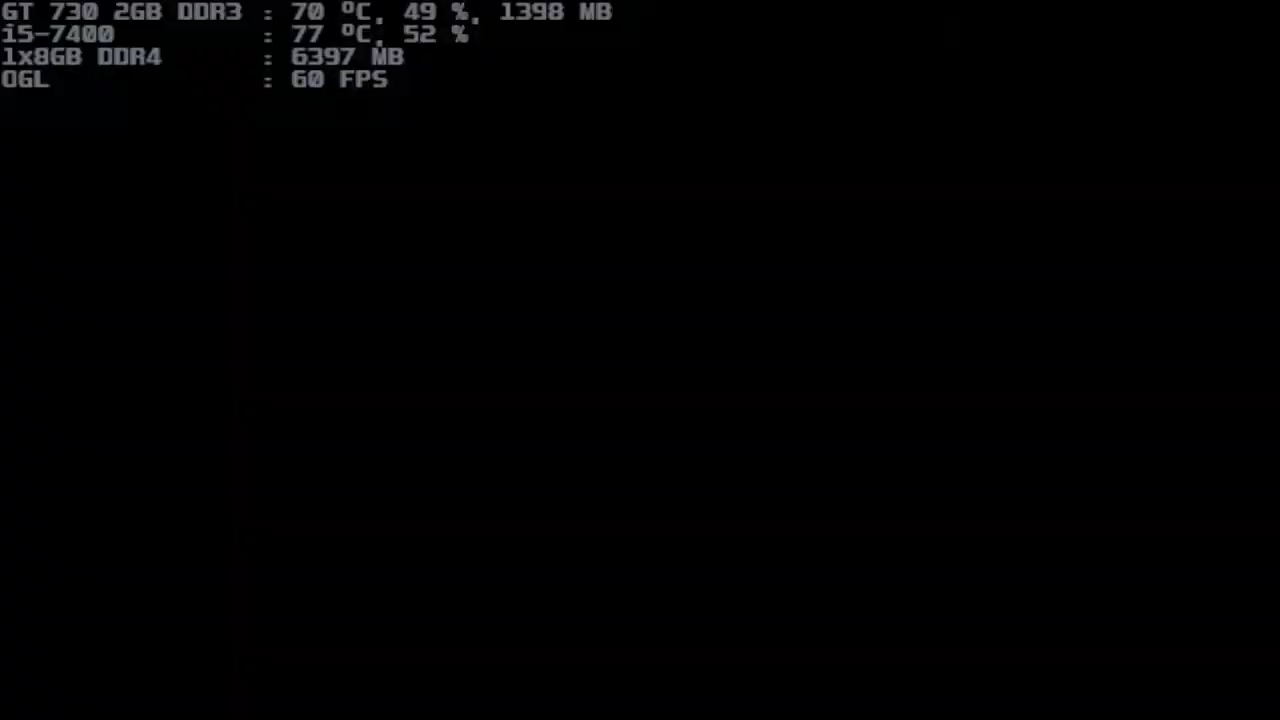 GT 730 2GB DDR3 : 70 ºC, 49 %, 1398 MB
i5-7400 : 77 ºC, 52 %
1x8GB DDR4 : 6397 MB
OGL : 60 FPS